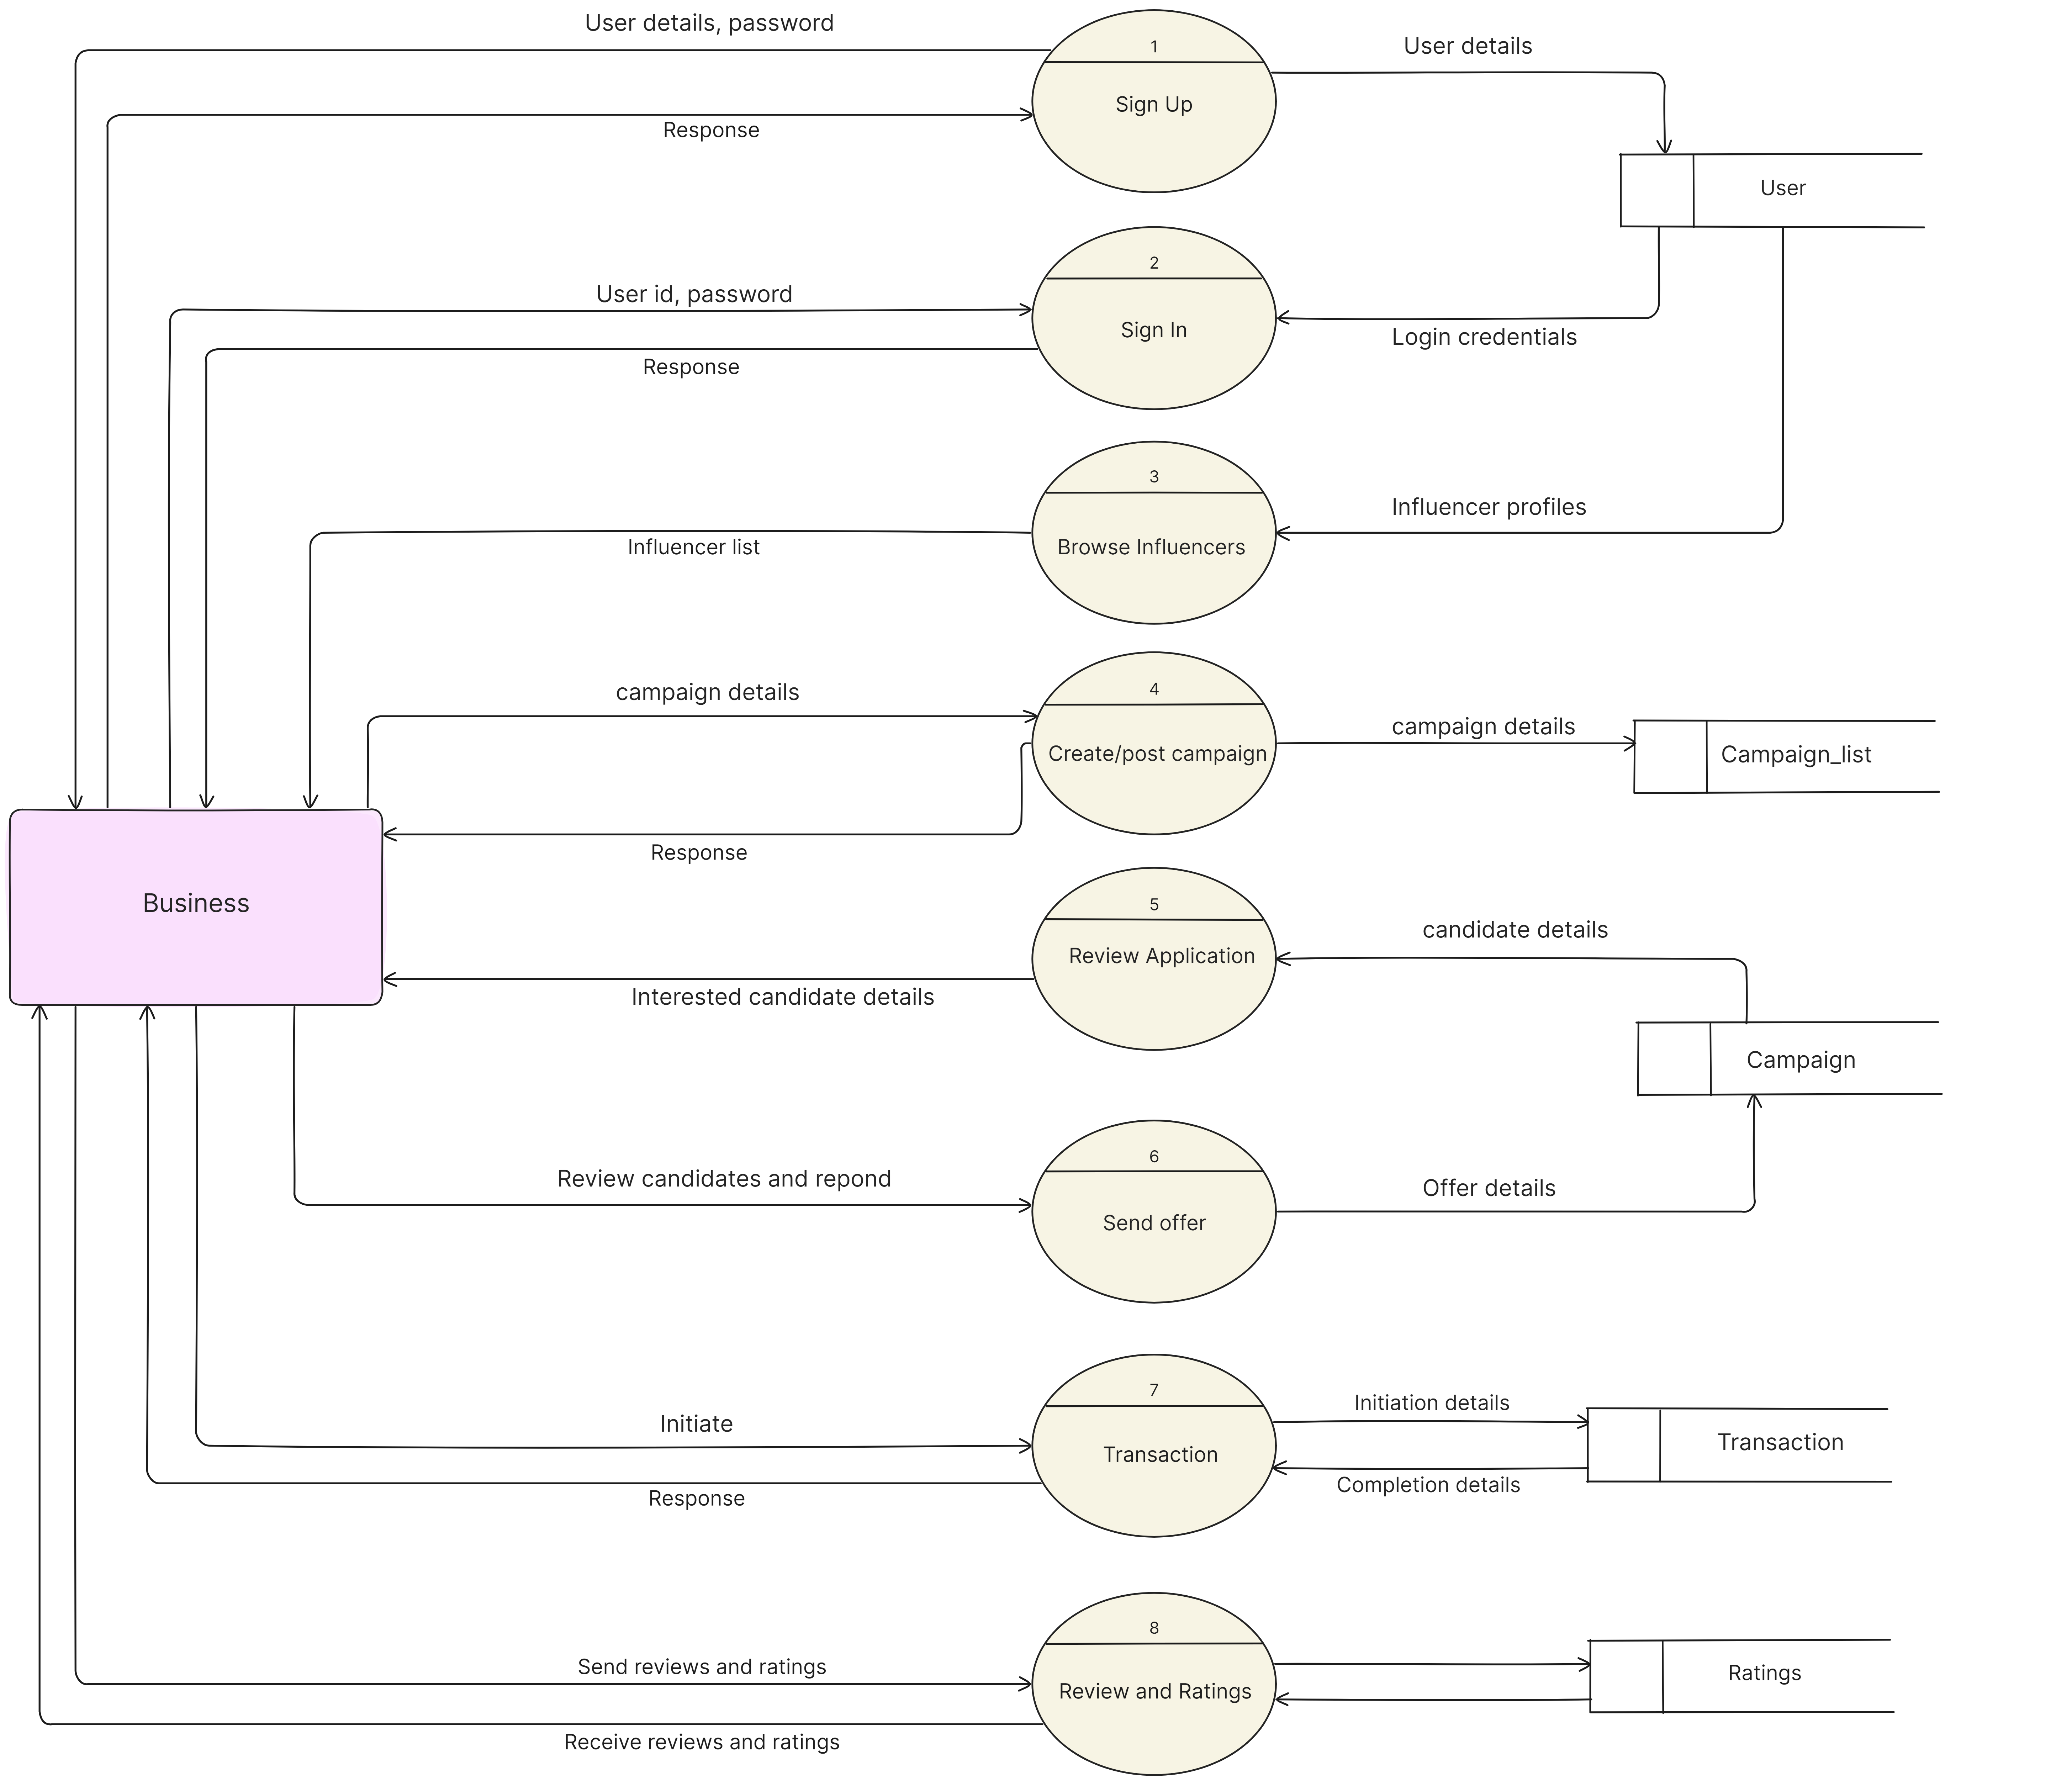 User details, password
1
User details
Sign Up
Response
User
2
User id, password
Sign In
Login credentials
Response
3
Influencer profiles
Browse Influencers
Influencer list
4
campaign details
campaign details
Create/post campaign
Campaign_list
Response
Business
5
candidate details
Review Application
Interested candidate details
Campaign
6
Review candidates and repond
Offer details
Send offer
7
Initiation details
Initiate
Transaction
Transaction
Completion details
Response
8
Send reviews and ratings
Ratings
Review and Ratings
Receive reviews and ratings